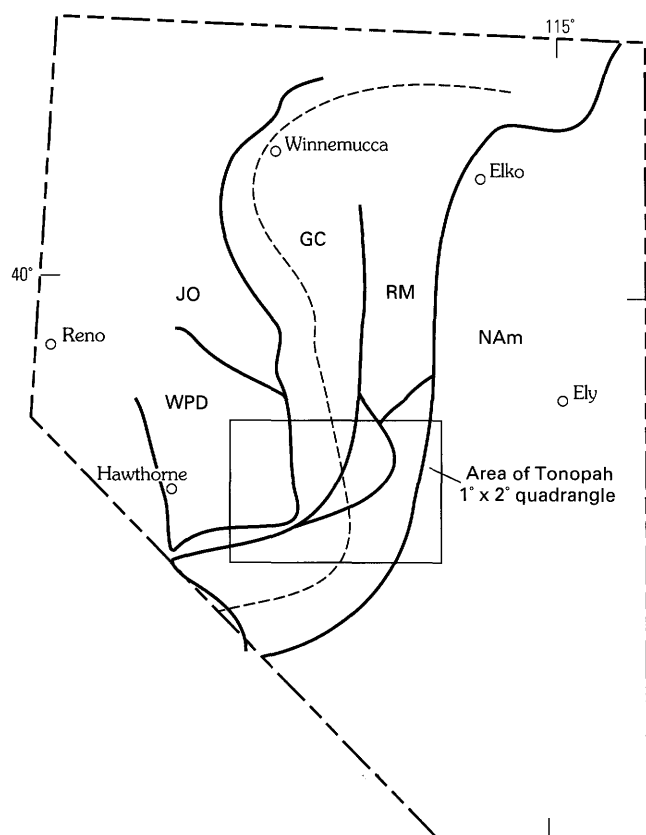 115°
Winnemucca
Elko
GC
40°
JO
RM
Reno
NAm
Ely
WPD
Hawthorne
Area of Tonopah
1° x 2° quadrangle